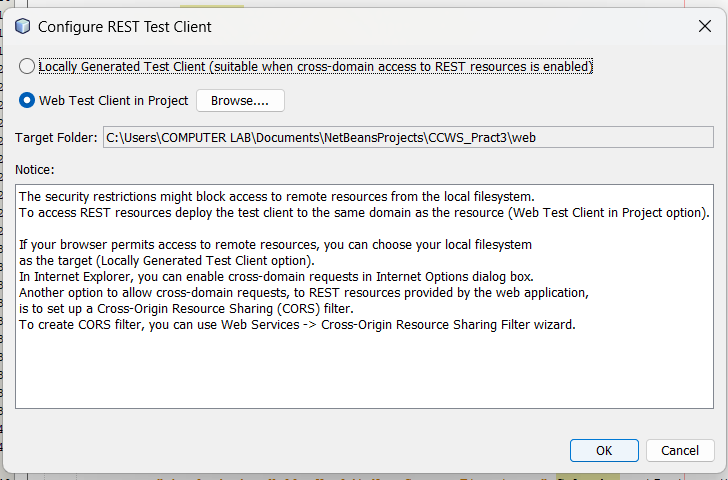 Configure REST Test Client
Locally Generated Test Client (suitable when cross-domain access to REST resources is enabled)
Web Test Client in Project
Browse....
Target Folder: C:\Users\COMPUTER LAB\Documents\NetBeansProjects\CCWS_Pract3\web
Notice:
The security restrictions might block access to remote resources from the local filesystem.
To access REST resources deploy the test client to the same domain as the resource (Web Test Client in Project option).
If your browser permits access to remote resources, you can choose your local filesystem
as the target (Locally Generated Test Client option).
In Internet Explorer, you can enable cross-domain requests in Internet Options dialog box.
Another option to allow cross-domain requests, to REST resources provided by the web application,
is to set up a Cross-Origin Resource Sharing (CORS) filter.
To create CORS filter, you can use Web Services -> Cross-Origin Resource Sharing Filter wizard.
OK
Cancel